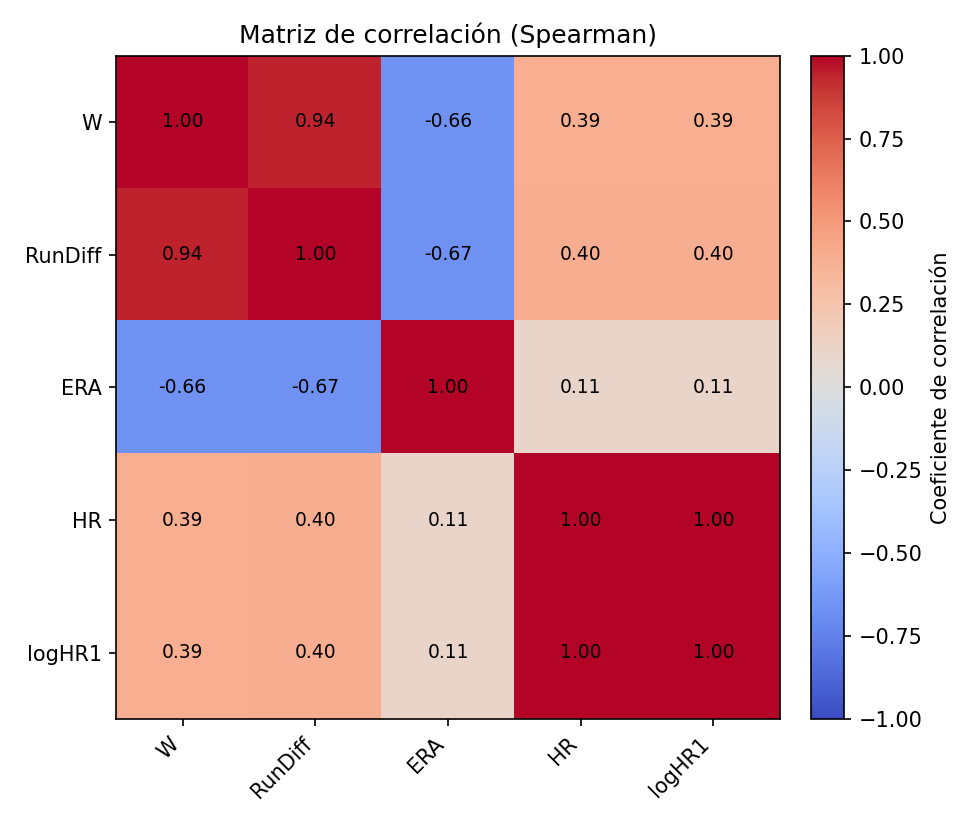 Matriz de correlación (Spearman)
W 1.00 0.94 -0.66 0.39 0.39
RunDiff 0.94 1.00 -0.67 0.40 0.40
ERA -0.66 -0.67 1.00 0.11 0.11
HR 0.39 0.40 0.11 1.00 1.00
logHR1 0.39 0.40 0.11 1.00 1.00
W RunDiff ERA HR logHR1
1.00
0.75
0.50
0.25
0.00
−0.25
−0.50
−0.75
−1.00
Coeficiente de correlación